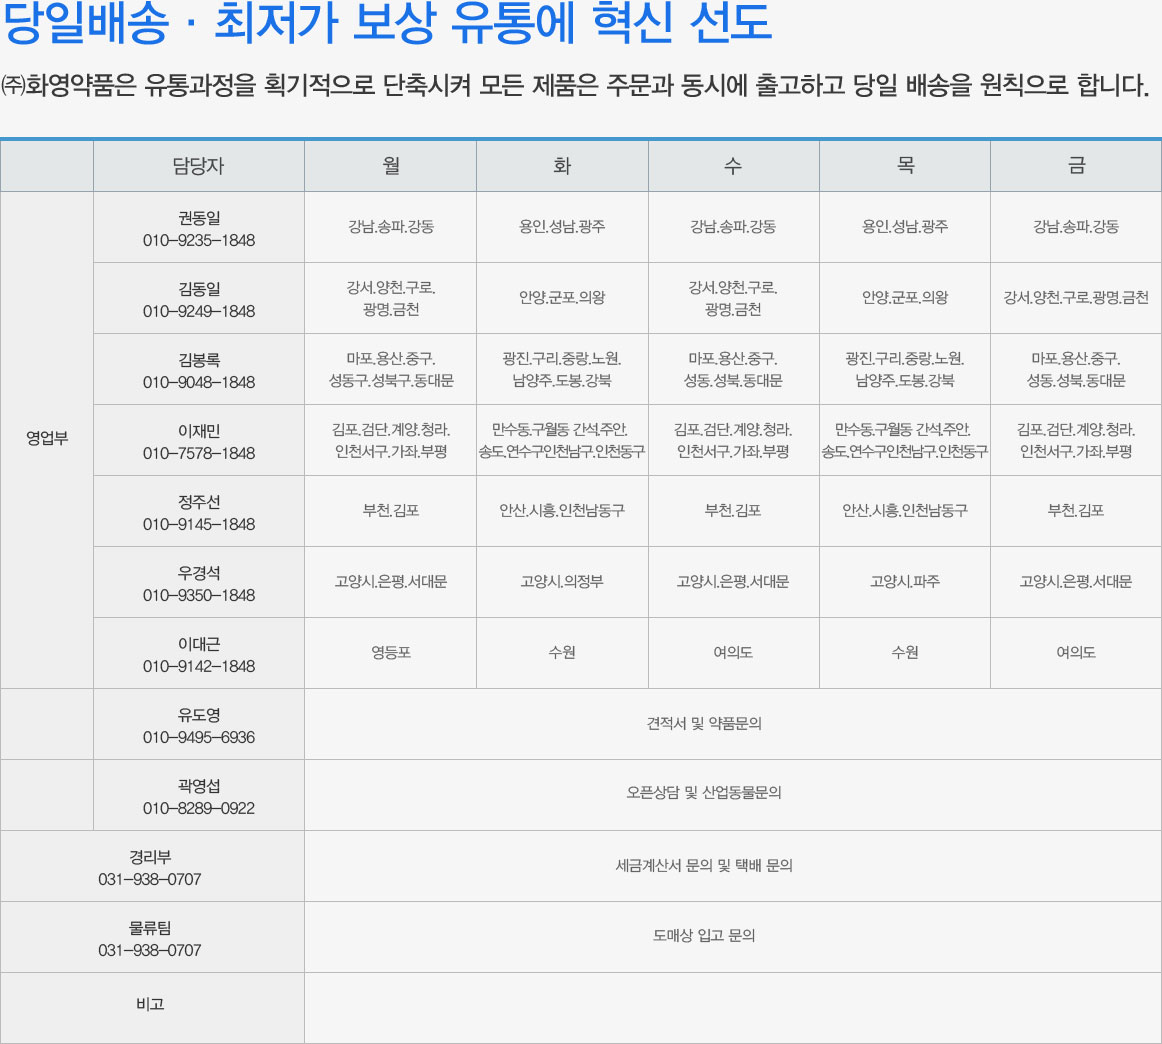 당일배송 · 최저가 보상 유통에 혁신 선도
㈜화영약품은 유통과정을 획기적으로 단축시켜 모든 제품은 주문과 동시에 출고하고 당일 배송을 원칙으로 합니다.
담당자 월 화 수 목 금
영업부
권동일
010-9235-1848
강남.송파.강동
용인.성남.광주
강남.송파.강동
용인.성남.광주
강남.송파.강동
김동일
010-9249-1848
강서.양천.구로.
광명.금천
안양.군포.의왕
강서.양천.구로.
광명.금천
안양.군포.의왕
강서.양천.구로.광명.금천
김봉록
010-9048-1848
마포.용산.중구.
성동구.성북구.동대문
광진.구리.중랑.노원.
남양주.도봉.강북
마포.용산.중구.
성동.성북.동대문
광진.구리.중랑.노원.
남양주.도봉.강북
마포.용산.중구.
성동.성북.동대문
이재민
010-7578-1848
김포.검단.계양.청라.
인천서구.가좌.부평
만수동.구월동 간석.주안.
송도.연수구인천남구.인천동구
김포.검단.계양.청라.
인천서구.가좌.부평
만수동.구월동 간석.주안.
송도.연수구인천남구.인천동구
김포.검단.계양.청라.
인천서구.가좌.부평
정주선
010-9145-1848
부천.김포
안산.시흥.인천남동구
부천.김포
안산.시흥.인천남동구
부천.김포
우경석
010-9350-1848
고양시.은평.서대문
고양시.의정부
고양시.은평.서대문
고양시.파주
고양시.은평.서대문
이대근
010-9142-1848
영등포
수원
여의도
수원
여의도
유도영
010-9495-6936
견적서 및 약품문의
곽영섭
010-8289-0922
오픈상담 및 산업동물문의
경리부
031-938-0707
세금계산서 문의 및 택배 문의
물류팀
031-938-0707
도매상 입고 문의
비고